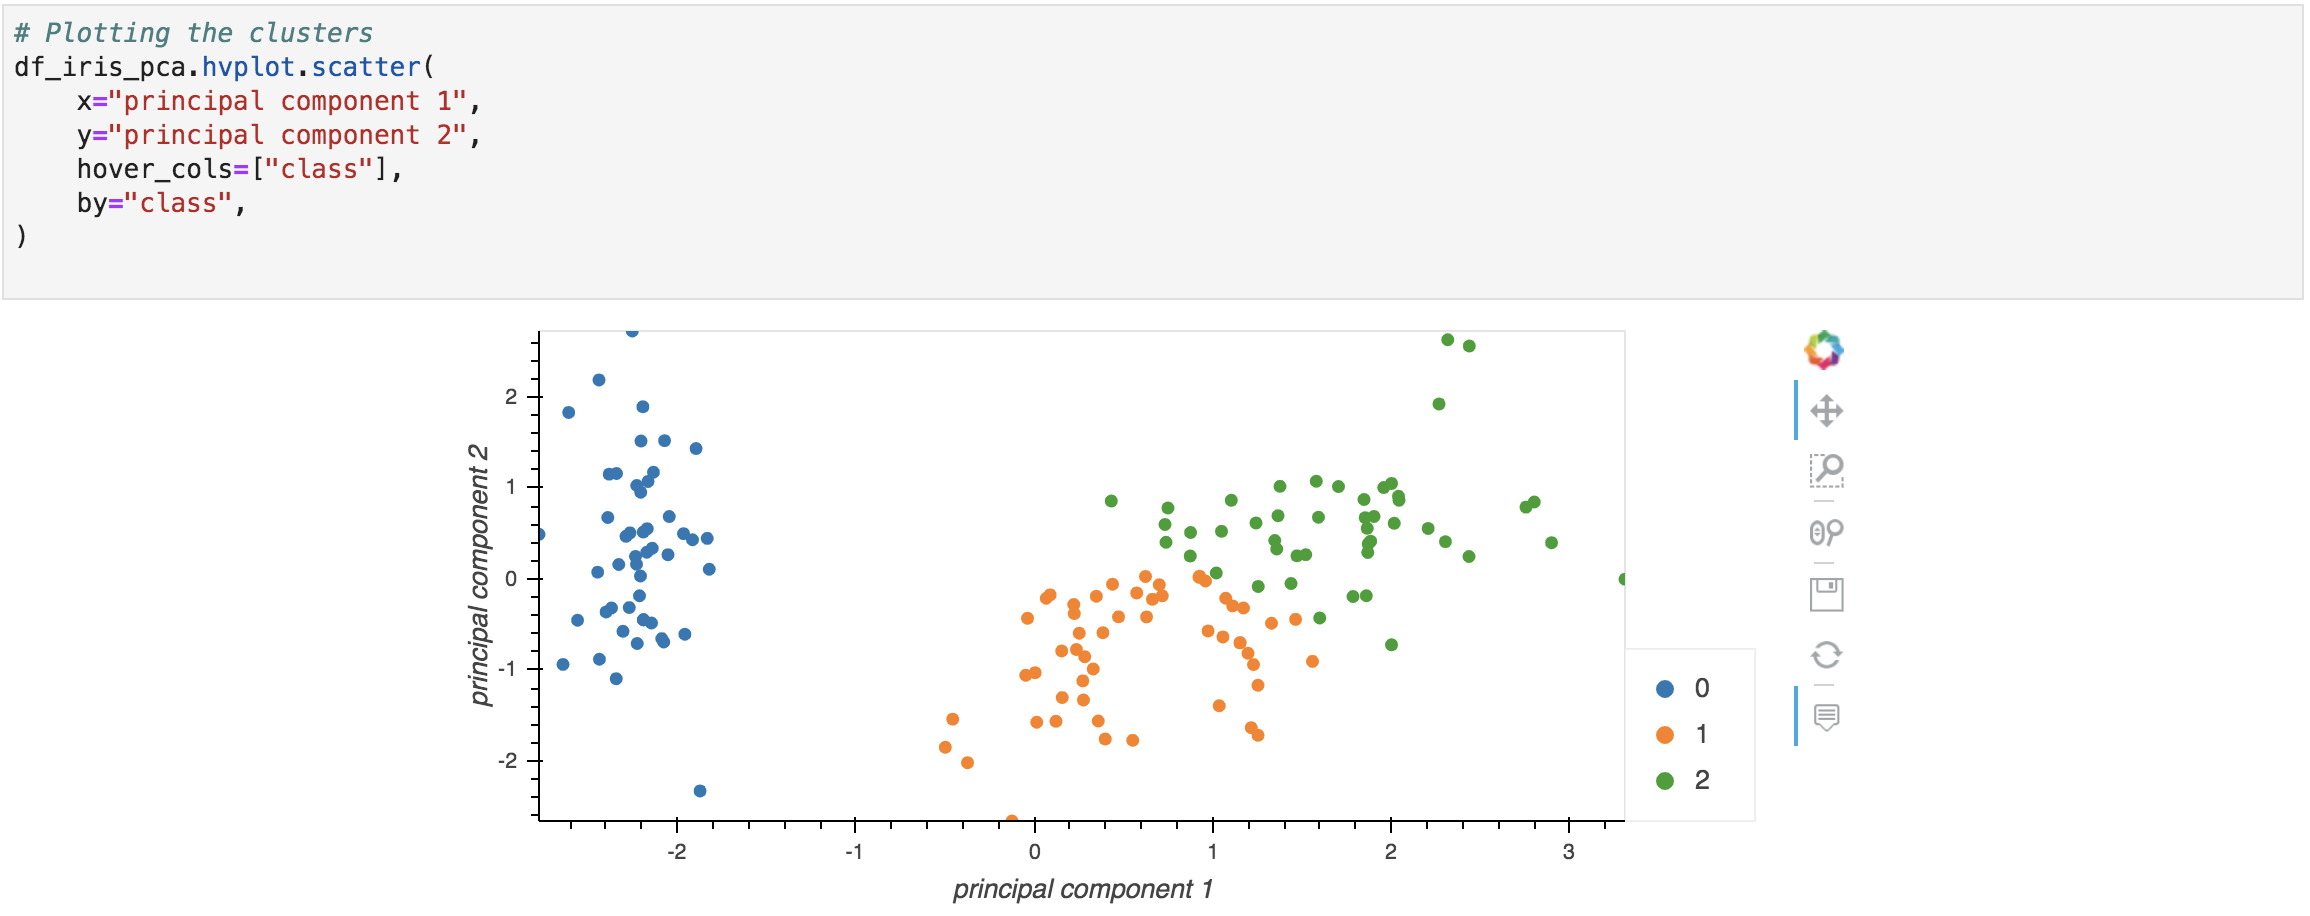 # Plotting the clusters
df_iris_pca.hvplot.scatter(
    x="principal component 1",
    y="principal component 2",
    hover_cols=["class"],
    by="class",
)
2
1
0
-1
-2
principal component 2
-2
-1
0
1
2
3
principal component 1
0
1
2